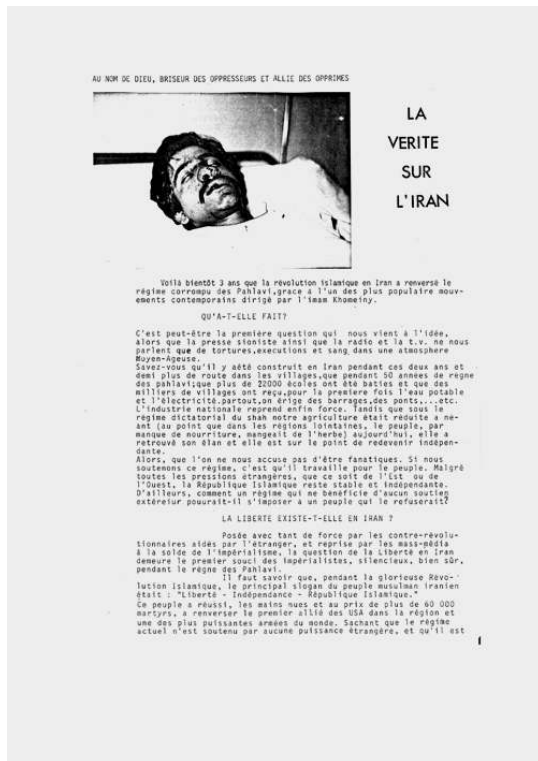 AU NOM DE DIEU, BRISEUR DES OPPRESSEURS ET ALLIE DES OPPRIMES
LA
VERITE
SUR
L'IRAN
Voilà bientôt 3 ans que la révolution islamique en Iran a renversé le
régime corrompu des Pahlavi,grace à l'un des plus populaire mouv-
ements contemporains dirigé par l'imam Khomeiny.
QU'A-T-ELLE FAIT?
C'est peut-être la première question qui nous vient à l'idée,
alors que la presse sioniste ainsi que la radio et la t.v. ne nous
parlent que de tortures,executions et sang dans une atmosphere
Moyen-Ageuse.
Savez-vous qu'il y aété construit en Iran pendant ces deux ans et
demi plus de route dans les villages,que pendant 50 années de règne
des pahlavi;que plus de 22000 écoles ont été baties et que des
milliers de villages ont reçu,pour la première fois l'eau potable
et l'électricité.partout,on érige des barrages,des ponts,...etc.
L'industrie nationale reprend enfin force. Tandis que sous le
régime dictatorial du shah notre agriculture était réduite a né-
ant (au point que dans les régions lointaines, le peuple, par
manque de nourriture, mangeait de l'herbe) aujourd'hui, elle a
retrouvé son élan et elle est sur le point de redevenir indépen-
dante.
Alors, que l'on ne nous accuse pas d'être fanatiques. Si nous
soutenons ce régime, c'est qu'il travaille pour le peuple. Malgré
toutes les pressions étrangères, que ce soit de l'Est ou de
l'Ouest, la République Islamique reste stable et indépendante.
D'ailleurs, comment un régime qui ne bénéficie d'aucun soutien
extérieur pouurait-il s'imposer a un peuple qui le refuserait?
LA LIBERTE EXISTE-T-ELLE EN IRAN ?
Posée avec tant de force par les contre-révolu-
tionnaires aidés par l'étranger, et reprise par les mass-média
à la solde de l'impérialisme, la question de la Liberté en Iran
demeure le premier souci des impérialistes, silencieux, bien sûr,
pendant le règne des Pahlavi.
Il faut savoir que, pendant la glorieuse Révo-
lution Islamique, le principal slogan du peuple musulman iranien
était : "Liberté - Indépendance - République Islamique."
Ce peuple a réussi, les mains nues et au prix de plus de 60 000
martyrs, a renverser le premier allié des USA dans la région et
une des plus puissantes armées du monde. Sachant que le régime
actuel n'est soutenu par aucune puissance étrangère, et qu'il est